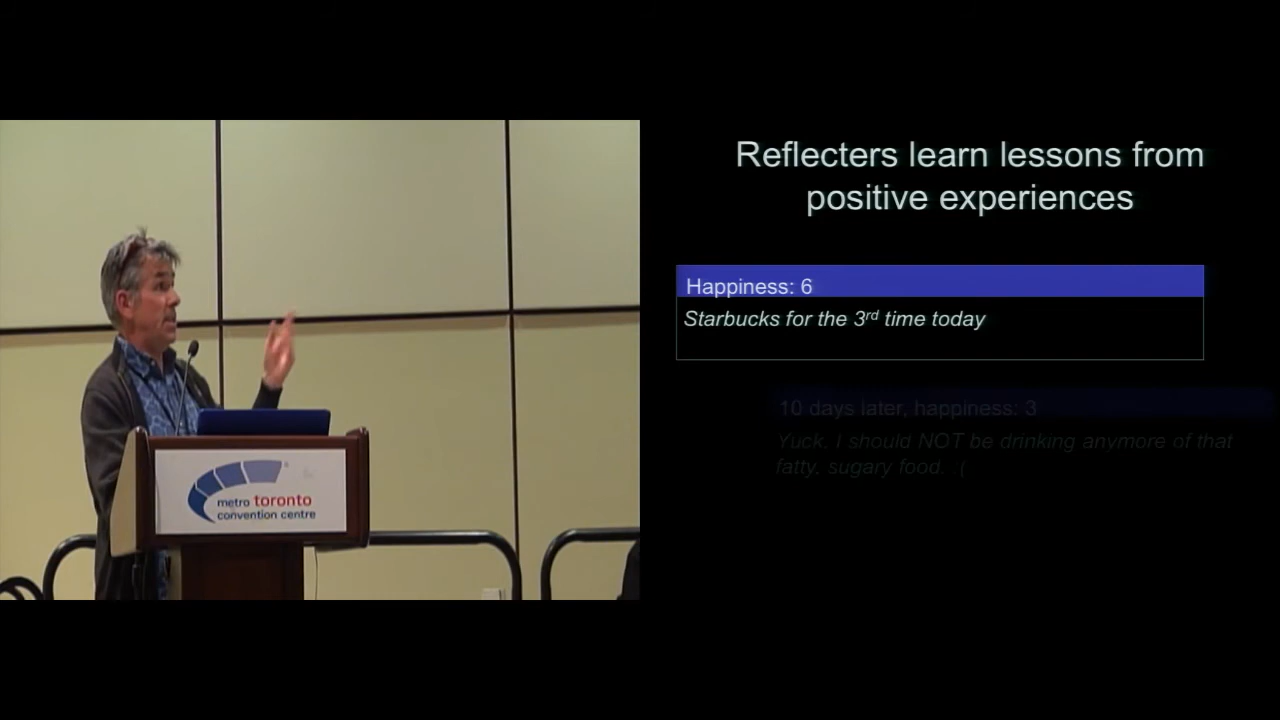 Reflecters learn lessons from
positive experiences
Happiness: 6
Starbucks for the 3rd time today
10 days later, happiness: 3
Yuck, I should NOT be drinking anymore of that
fatty, sugary food. :(
metro toronto
convention centre